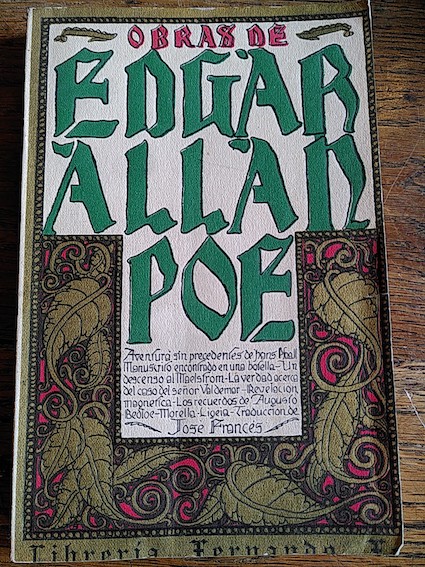 OBRAS DE
EDGAR
ALLAN
POE
Aventura sin precedentes de Hans Pfaall
Manuscrito encontrado en una botella-Un
descenso al Maelstrom-La verdad acerca
del caso del señor Valdemar-Revelación
magnética-Los recuerdos de Augusto
Bedloe-Morella-Ligeia-Traducción de
José Francés
Librería Fernando